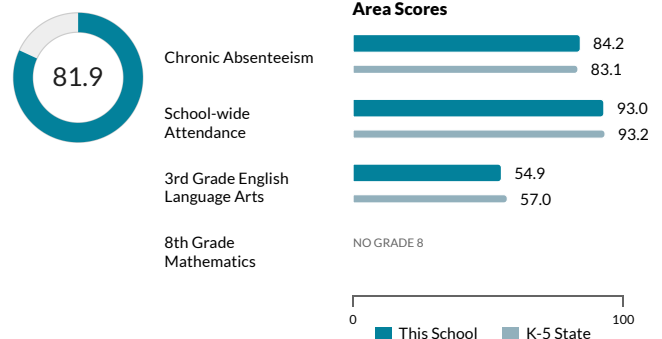 Area Scores
81.9
Chronic Absenteeism
84.2
83.1
School-wide
Attendance
93.0
93.2
3rd Grade English
Language Arts
54.9
57.0
8th Grade
Mathematics
NO GRADE 8
0
100
This School
K-5 State